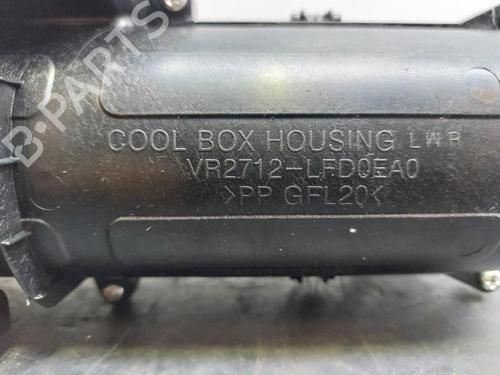 B-PARTS
COOL BOX HOUSING LWR
VR2712-LFD0EA0
>PP GFL20<